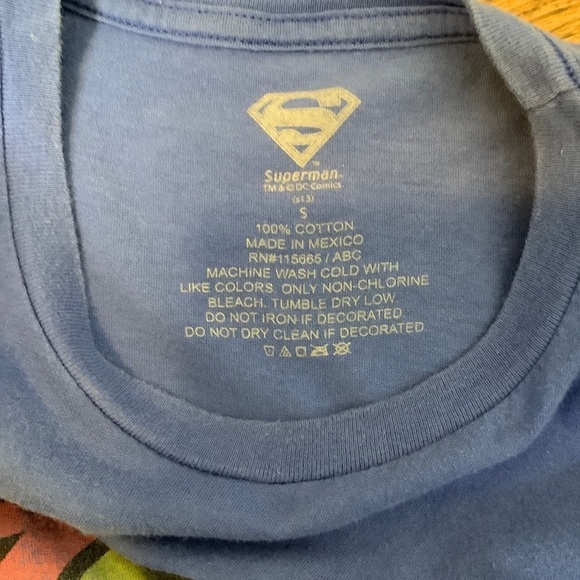 S
Superman™
TM & © DC Comics
(s13)
S
100% COTTON
MADE IN MEXICO
RN#115665 / ABC
MACHINE WASH COLD WITH
LIKE COLORS. ONLY NON-CHLORINE
BLEACH. TUMBLE DRY LOW.
DO NOT IRON IF DECORATED.
DO NOT DRY CLEAN IF DECORATED.